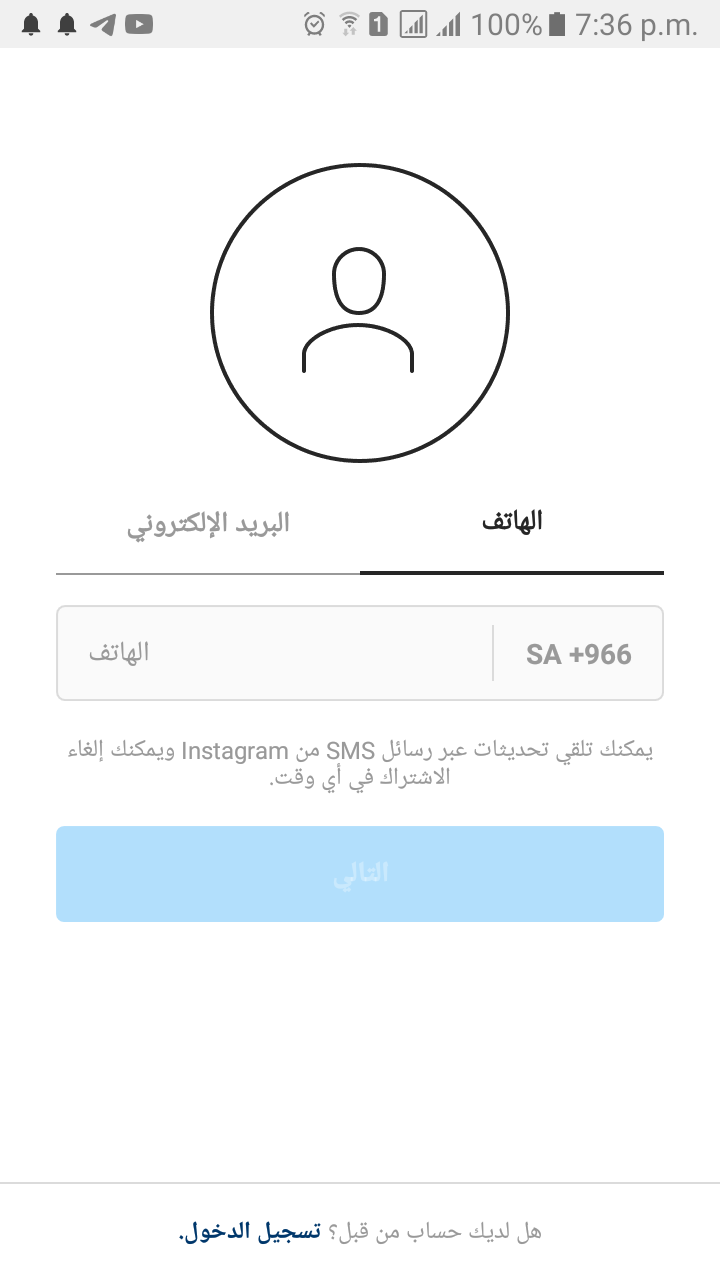 100% 7:36 p.m.
الهاتف
البريد الإلكتروني
SA +966
الهاتف
يمكنك تلقي تحديثات عبر رسائل SMS من Instagram ويمكنك إلغاء
الاشتراك في أي وقت.
التالي
هل لديك حساب من قبل؟ تسجيل الدخول.